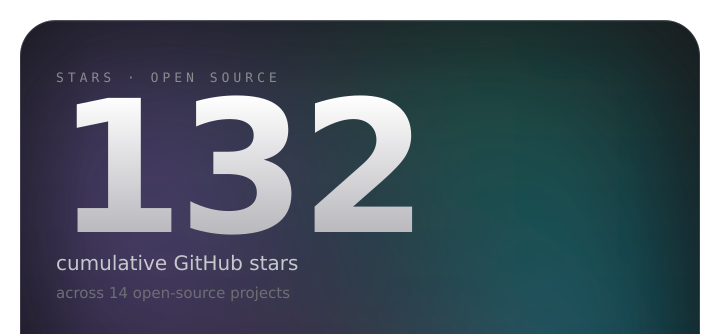 STARS · OPEN SOURCE
132
cumulative GitHub stars
across 14 open-source projects